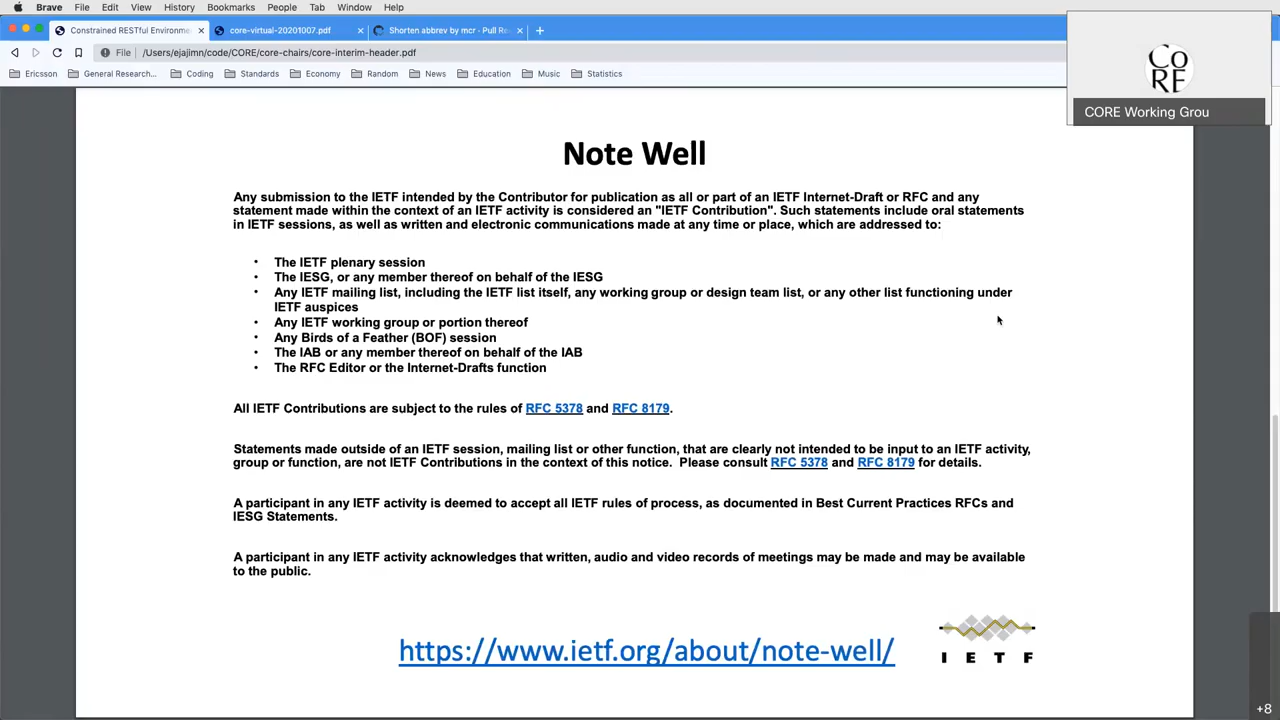 Brave File Edit View History Bookmarks People Tab Window Help
Constrained RESTful Environme × core-virtual-20201007.pdf × Shorten abbrev by mcr · Pull Re × +
File /Users/ejajimn/code/CORE/core-chairs/core-interim-header.pdf
Ericsson General Research... Coding Standards Economy Random News Education Music Statistics
CO
RE
CORE Working Grou
Note Well
Any submission to the IETF intended by the Contributor for publication as all or part of an IETF Internet-Draft or RFC and any
statement made within the context of an IETF activity is considered an "IETF Contribution". Such statements include oral statements
in IETF sessions, as well as written and electronic communications made at any time or place, which are addressed to:
• The IETF plenary session
• The IESG, or any member thereof on behalf of the IESG
• Any IETF mailing list, including the IETF list itself, any working group or design team list, or any other list functioning under
IETF auspices
• Any IETF working group or portion thereof
• Any Birds of a Feather (BOF) session
• The IAB or any member thereof on behalf of the IAB
• The RFC Editor or the Internet-Drafts function
All IETF Contributions are subject to the rules of RFC 5378 and RFC 8179.
Statements made outside of an IETF session, mailing list or other function, that are clearly not intended to be input to an IETF activity,
group or function, are not IETF Contributions in the context of this notice. Please consult RFC 5378 and RFC 8179 for details.
A participant in any IETF activity is deemed to accept all IETF rules of process, as documented in Best Current Practices RFCs and
IESG Statements.
A participant in any IETF activity acknowledges that written, audio and video records of meetings may be made and may be available
to the public.
https://www.ietf.org/about/note-well/
I E T F
+8